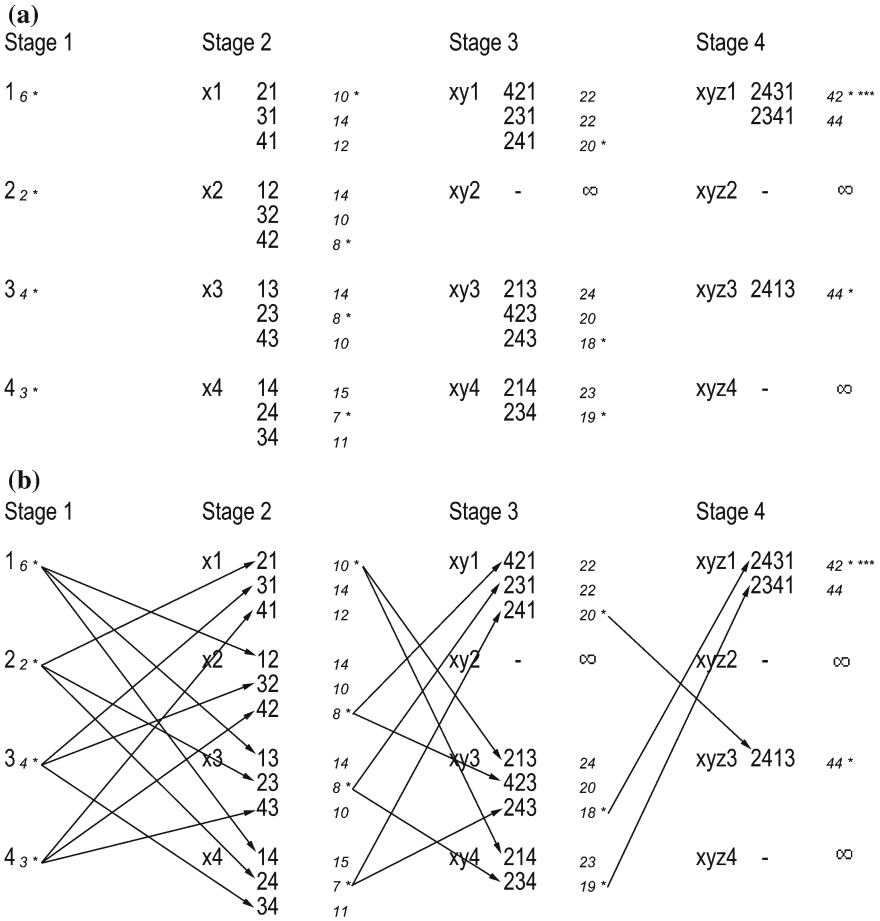 (a)
Stage 1 Stage 2 Stage 3 Stage 4
1 6 * x1 21 10 * xy1 421 22 xyz1 2431 42 * ***
31 14 231 22 2341 44
41 12 241 20 *
2 2 * x2 12 14 xy2 - ∞ xyz2 - ∞
32 10
42 8 *
3 4 * x3 13 14 xy3 213 24 xyz3 2413 44 *
23 8 * 423 20
43 10 243 18 *
4 3 * x4 14 15 xy4 214 23 xyz4 - ∞
24 7 * 234 19 *
34 11
(b)
Stage 1 Stage 2 Stage 3 Stage 4
1 6 * x1 21 10 * xy1 421 22 xyz1 2431 42 * ***
31 14 231 22 2341 44
41 12 241 20 *
2 2 * x2 12 14 xy2 - ∞ xyz2 - ∞
32 10
42 8 *
3 4 * x3 13 14 xy3 213 24 xyz3 2413 44 *
23 8 * 423 20
43 10 243 18 *
4 3 * x4 14 15 xy4 214 23 xyz4 - ∞
24 7 * 234 19 *
34 11